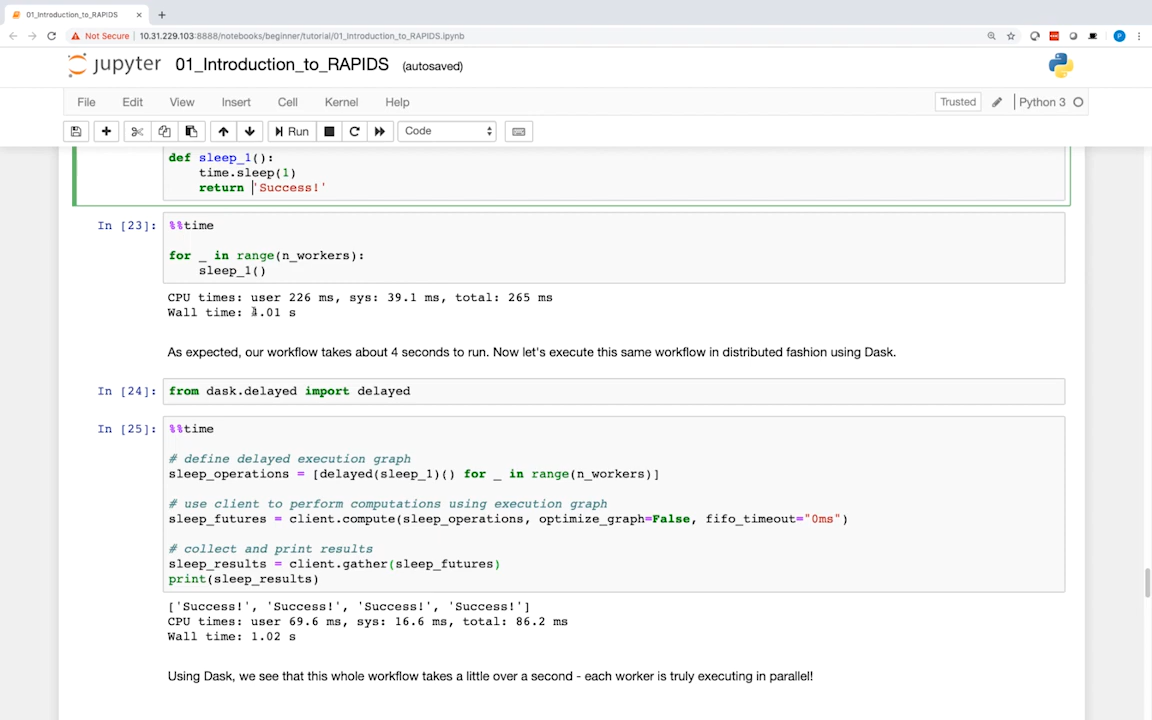 01_Introduction_to_RAPIDS
Not Secure | 10.31.229.103:8888/notebooks/beginner/tutorial/01_Introduction_to_RAPIDS.ipynb
P
jupyter 01_Introduction_to_RAPIDS (autosaved)
File Edit View Insert Cell Kernel Help Trusted Python 3
Run Code
def sleep_1():
time.sleep(1)
return 'Success!'
In [23]: %%time
for _ in range(n_workers):
sleep_1()
CPU times: user 226 ms, sys: 39.1 ms, total: 265 ms
Wall time: 4.01 s
As expected, our workflow takes about 4 seconds to run. Now let's execute this same workflow in distributed fashion using Dask.
In [24]: from dask.delayed import delayed
In [25]: %%time
# define delayed execution graph
sleep_operations = [delayed(sleep_1)() for _ in range(n_workers)]
# use client to perform computations using execution graph
sleep_futures = client.compute(sleep_operations, optimize_graph=False, fifo_timeout="0ms")
# collect and print results
sleep_results = client.gather(sleep_futures)
print(sleep_results)
['Success!', 'Success!', 'Success!', 'Success!']
CPU times: user 69.6 ms, sys: 16.6 ms, total: 86.2 ms
Wall time: 1.02 s
Using Dask, we see that this whole workflow takes a little over a second - each worker is truly executing in parallel!